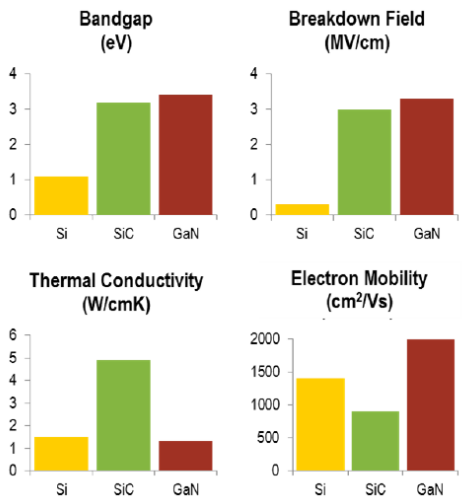 Bandgap
(eV)
4
3
2
1
0
Si SiC GaN
Breakdown Field
(MV/cm)
4
3
2
1
0
Si SiC GaN
Thermal Conductivity
(W/cmK)
6
5
4
3
2
1
0
Si SiC GaN
Electron Mobility
(cm²/Vs)
2000
1500
1000
500
0
Si SiC GaN